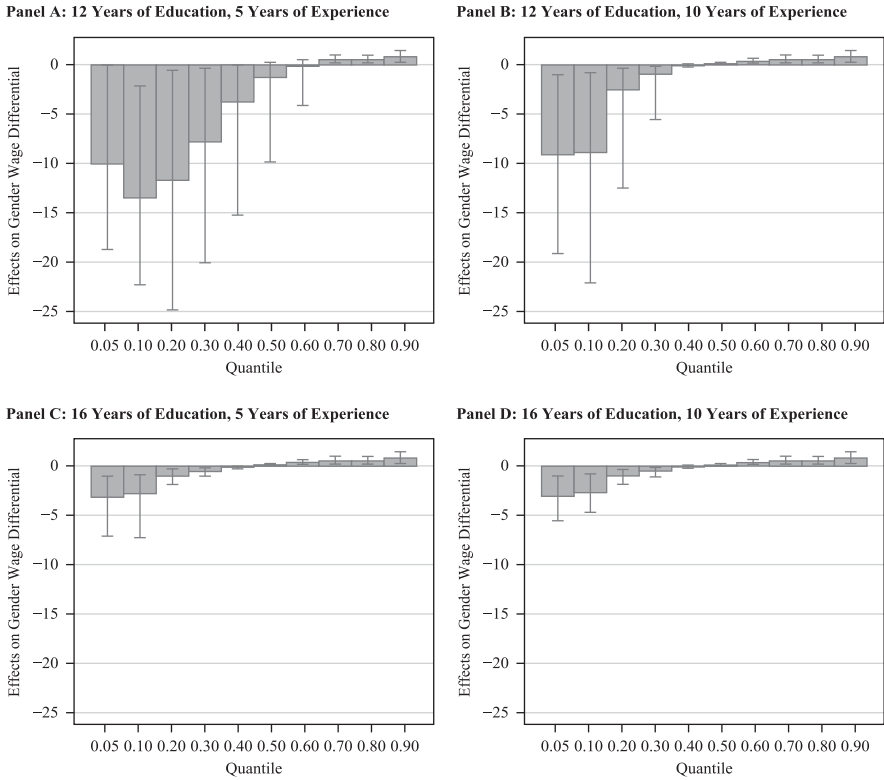 Panel A: 12 Years of Education, 5 Years of Experience
Effects on Gender Wage Differential
0
−5
−10
−15
−20
−25
0.05 0.10 0.20 0.30 0.40 0.50 0.60 0.70 0.80 0.90
Quantile
Panel B: 12 Years of Education, 10 Years of Experience
Effects on Gender Wage Differential
0
−5
−10
−15
−20
−25
0.05 0.10 0.20 0.30 0.40 0.50 0.60 0.70 0.80 0.90
Quantile
Panel C: 16 Years of Education, 5 Years of Experience
Effects on Gender Wage Differential
0
−5
−10
−15
−20
−25
0.05 0.10 0.20 0.30 0.40 0.50 0.60 0.70 0.80 0.90
Quantile
Panel D: 16 Years of Education, 10 Years of Experience
Effects on Gender Wage Differential
0
−5
−10
−15
−20
−25
0.05 0.10 0.20 0.30 0.40 0.50 0.60 0.70 0.80 0.90
Quantile